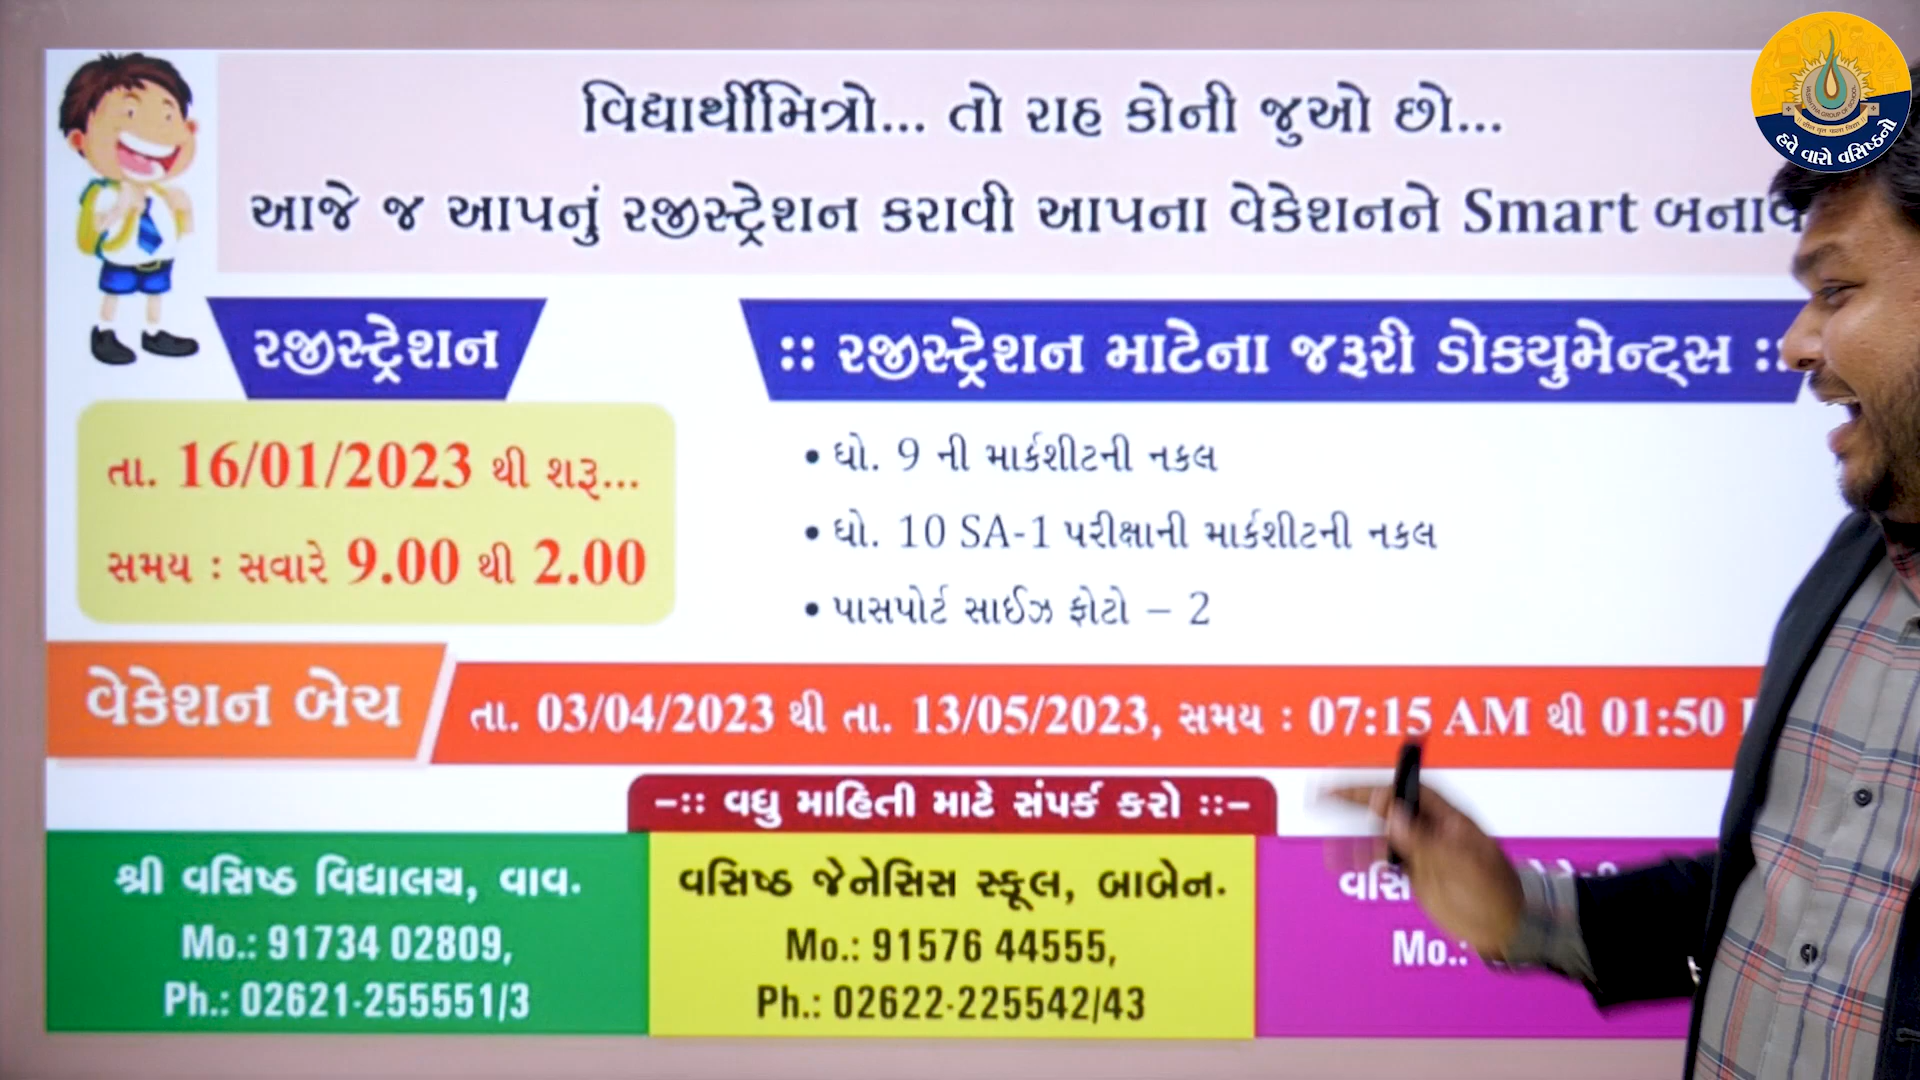 વિદ્યાર્થીમિત્રો... તો રાહ કોની જુઓ છો...
આજે જ આપનું રજીસ્ટ્રેશન કરાવી આપના વેકેશનને Smart
રજીસ્ટ્રેશન
તા. 16/01/2023 થી શરૂ...
સમય : સવારે 9.00 થી 2.00
:: રજીસ્ટ્રેશન માટેના જરૂરી ડોક્યુમેન્ટ્સ ::
• ધો. 9 ની માર્કશીટની નકલ
• ધો. 10 SA-1 પરીક્ષાની માર્કશીટની નકલ
• પાસપોર્ટ સાઈઝ ફોટો – 2
વેકેશન બેચ
તા. 03/04/2023 થી તા. 13/05/2023, સમય : 07:15 AM થી 01:50
-:: વધુ માહિતી માટે સંપર્ક કરો ::-
શ્રી વસિષ્ઠ વિદ્યાલય, વાવ.
Mo.: 91734 02809,
Ph.: 02621-255551/3
વસિષ્ઠ જેનેસિસ સ્કૂલ, બાબેન.
Mo.: 91576 44555,
Ph.: 02622-225542/43
Mo.:
હવે વારો વસિષ્ઠનો